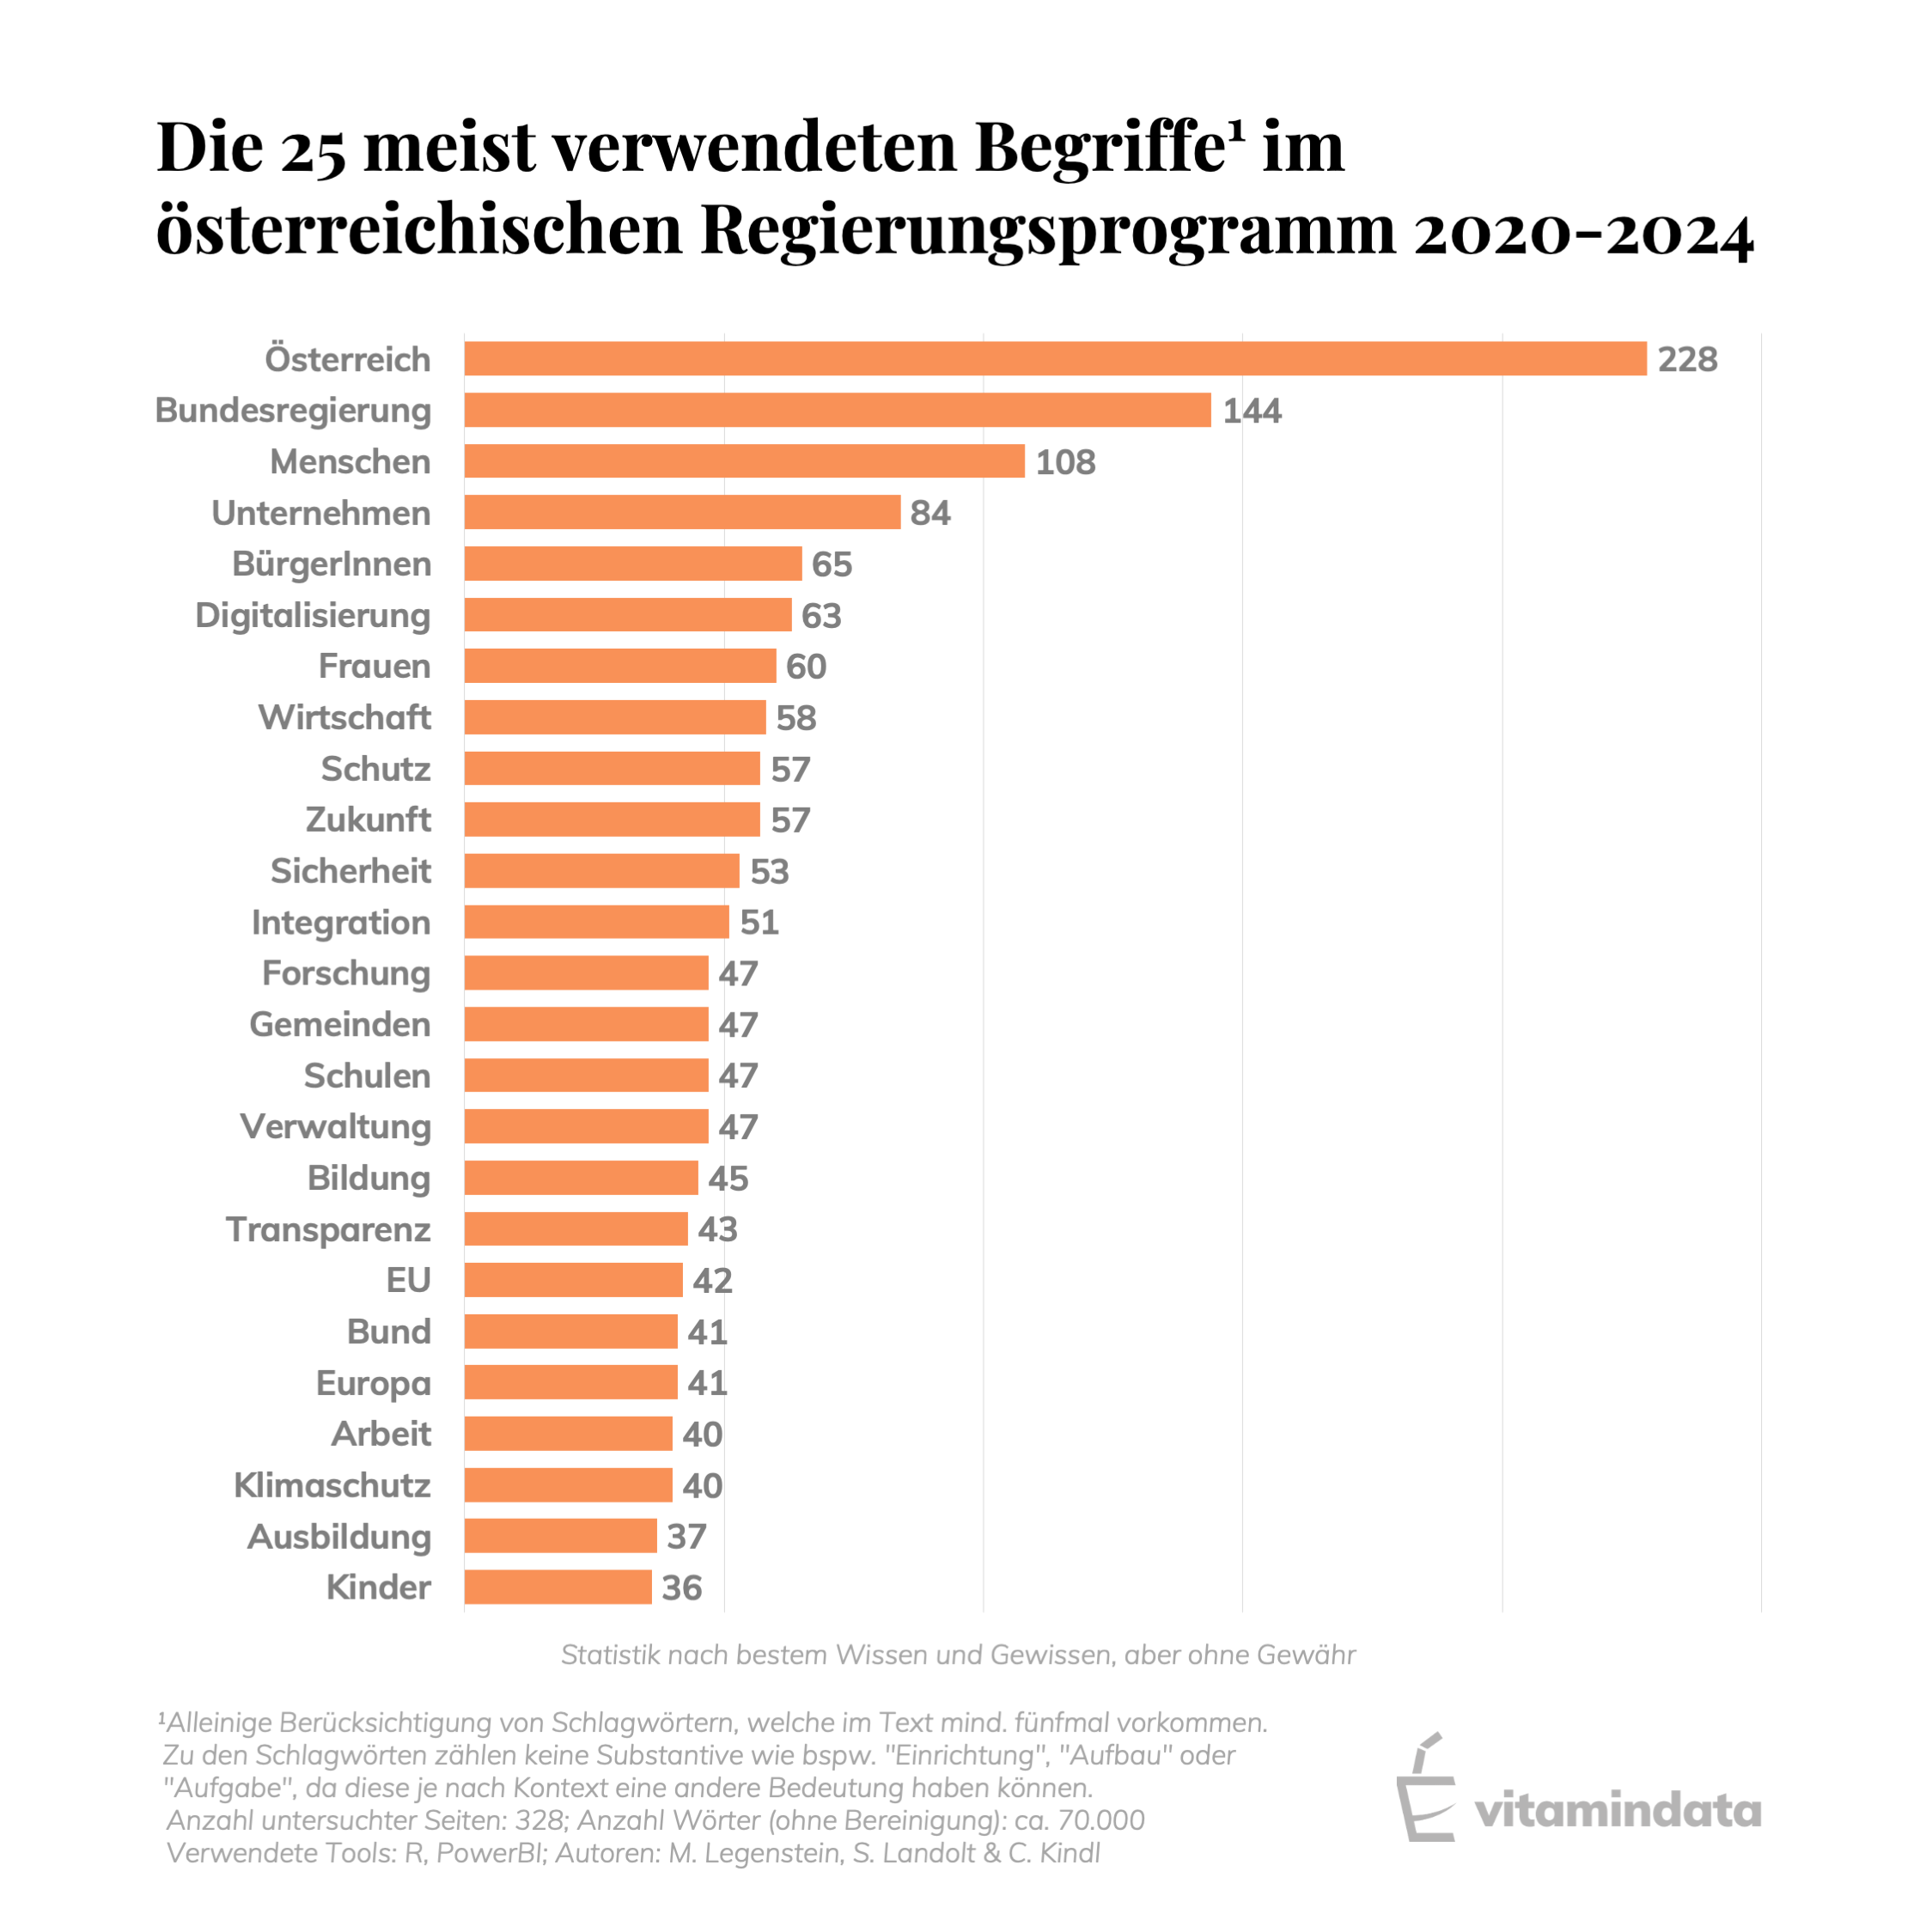 Die 25 meist verwendeten Begriffe¹ im
österreichischen Regierungsprogramm 2020-2024
Österreich 228
Bundesregierung 144
Menschen 108
Unternehmen 84
BürgerInnen 65
Digitalisierung 63
Frauen 60
Wirtschaft 58
Schutz 57
Zukunft 57
Sicherheit 53
Integration 51
Forschung 47
Gemeinden 47
Schulen 47
Verwaltung 47
Bildung 45
Transparenz 43
EU 42
Bund 41
Europa 41
Arbeit 40
Klimaschutz 40
Ausbildung 37
Kinder 36
Statistik nach bestem Wissen und Gewissen, aber ohne Gewähr
¹Alleinige Berücksichtigung von Schlagwörtern, welche im Text mind. fünfmal vorkommen.
Zu den Schlagwörten zählen keine Substantive wie bspw. "Einrichtung", "Aufbau" oder
"Aufgabe", da diese je nach Kontext eine andere Bedeutung haben können.
Anzahl untersuchter Seiten: 328; Anzahl Wörter (ohne Bereinigung): ca. 70.000
Verwendete Tools: R, PowerBI; Autoren: M. Legenstein, S. Landolt & C. Kindl
vitamindata